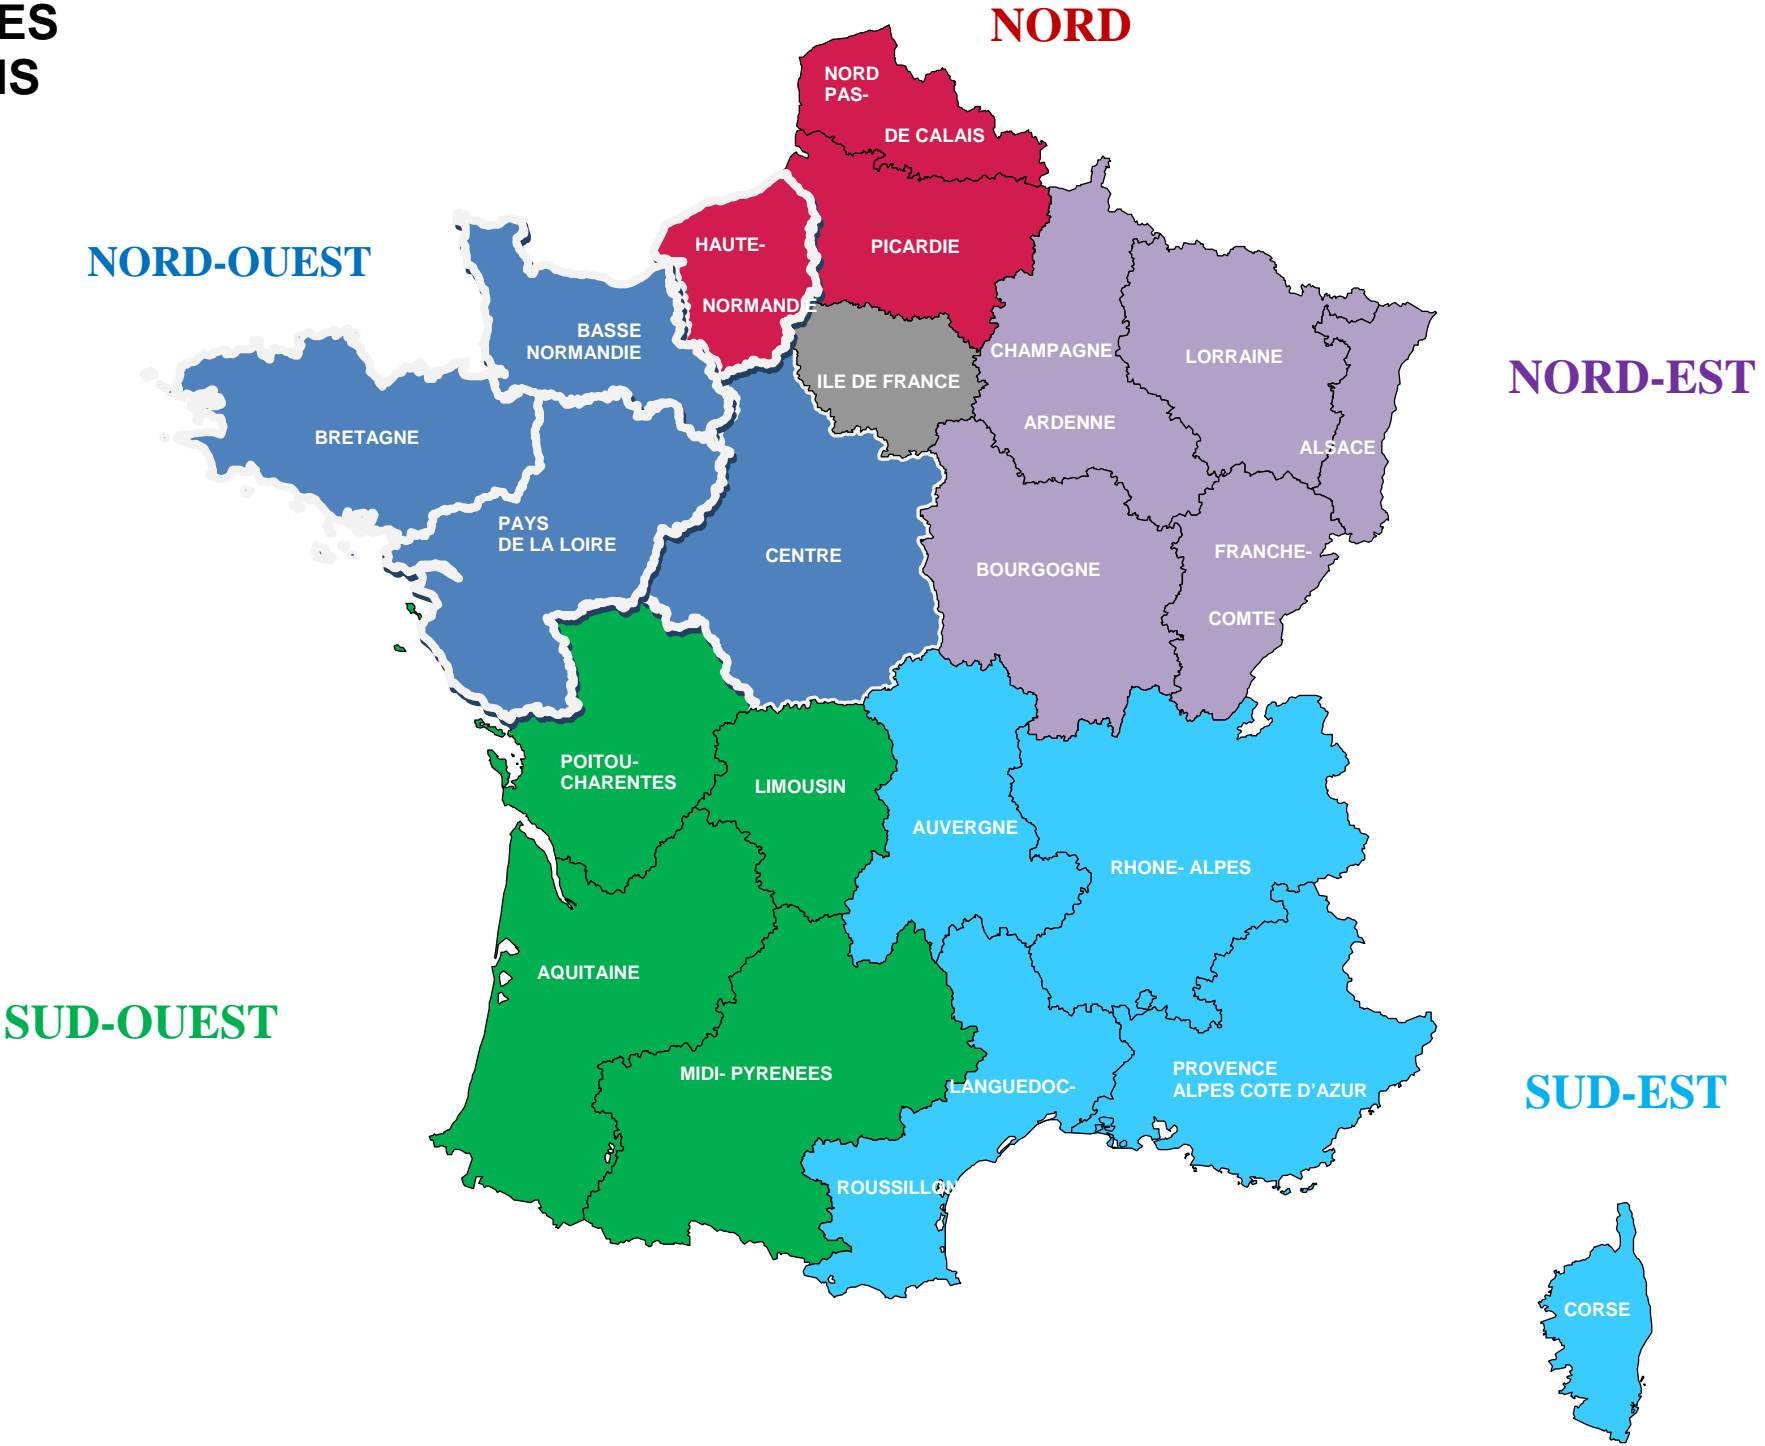 ES
IS
NORD
NORD
PAS-
DE CALAIS
HAUTE-
NORMANDIE
PICARDIE
NORD-OUEST
BASSE
NORMANDIE
ILE DE FRANCE
CHAMPAGNE
ARDENNE
LORRAINE
ALSACE
NORD-EST
BRETAGNE
PAYS
DE LA LOIRE
CENTRE
BOURGOGNE
FRANCHE-
COMTE
POITOU-
CHARENTES
LIMOUSIN
AUVERGNE
RHONE- ALPES
SUD-OUEST
AQUITAINE
MIDI- PYRENEES
LANGUEDOC-
ROUSSILLON
PROVENCE
ALPES COTE D’AZUR
SUD-EST
CORSE